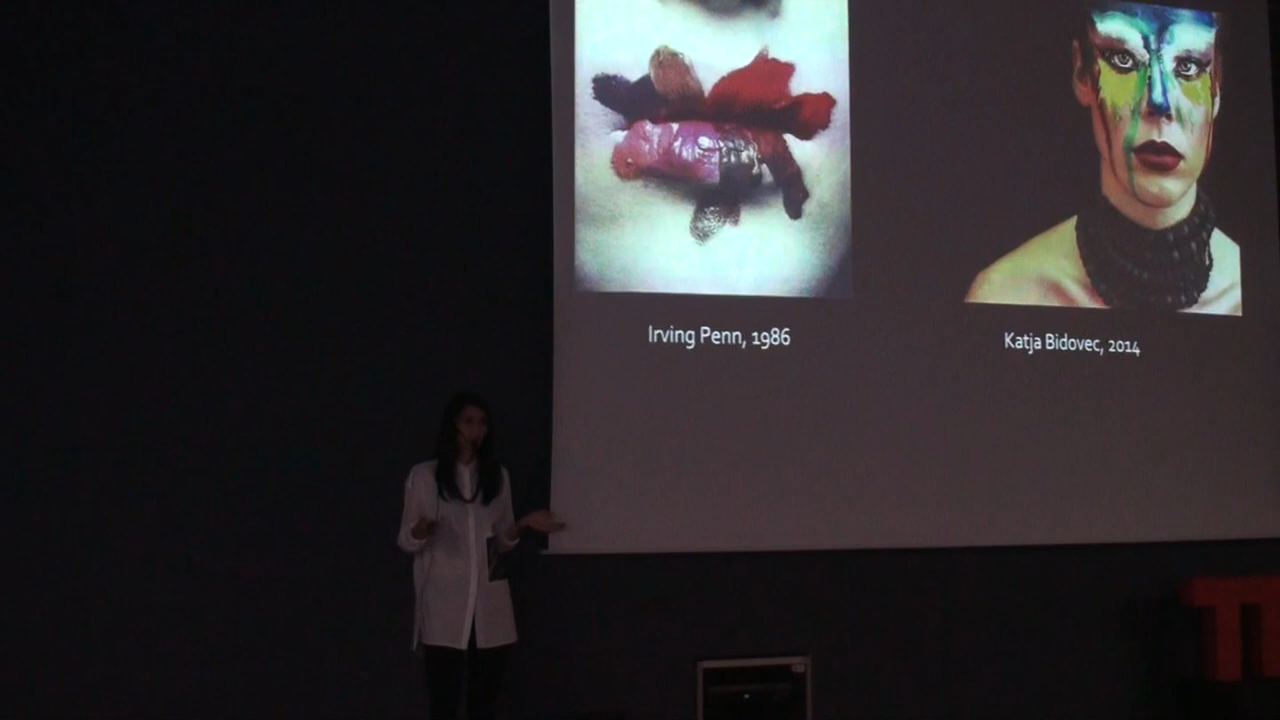 Irving Penn, 1986
Katja Bidovec, 2014